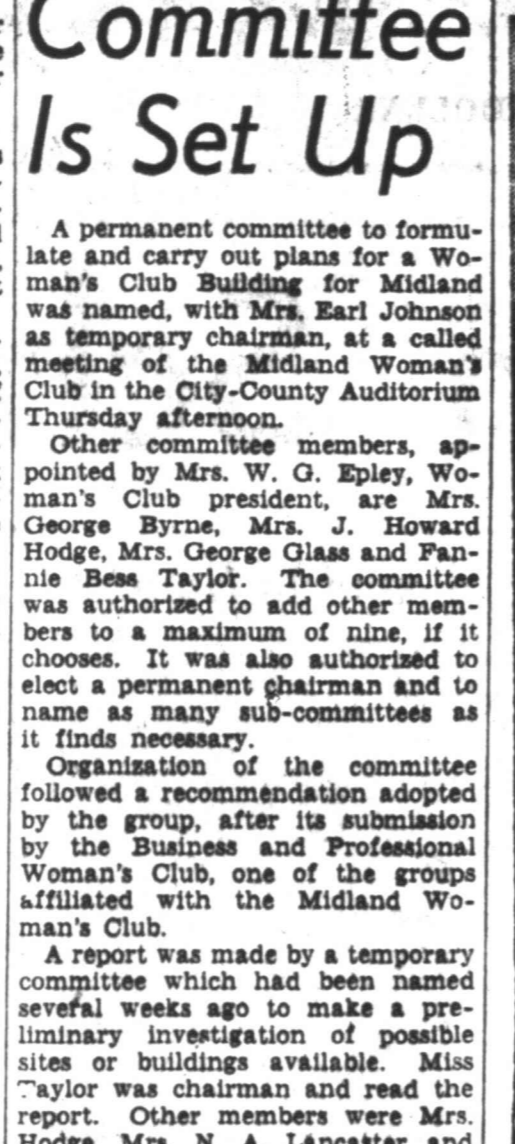 Committee
Is Set Up
A permanent committee to formu-
late and carry out plans for a Wo-
man's Club Building for Midland
was named, with Mrs. Earl Johnson
as temporary chairman, at a called
meeting of the Midland Woman's
Club in the City-County Auditorium
Thursday afternoon.
Other committee members, ap-
pointed by Mrs. W. G. Epley, Wo-
man's Club president, are Mrs.
George Byrne, Mrs. J. Howard
Hodge, Mrs. George Glass and Fan-
nie Bess Taylor. The committee
was authorized to add other mem-
bers to a maximum of nine, if it
chooses. It was also authorized to
elect a permanent chairman and to
name as many sub-committees as
it finds necessary.
Organization of the committee
followed a recommendation adopted
by the group, after its submission
by the Business and Professional
Woman's Club, one of the groups
affiliated with the Midland Wo-
man's Club.
A report was made by a temporary
committee which had been named
several weeks ago to make a pre-
liminary investigation of possible
sites or buildings available. Miss
Taylor was chairman and read the
report. Other members were Mrs.
Hodge, Mrs. N. A. Lancaster